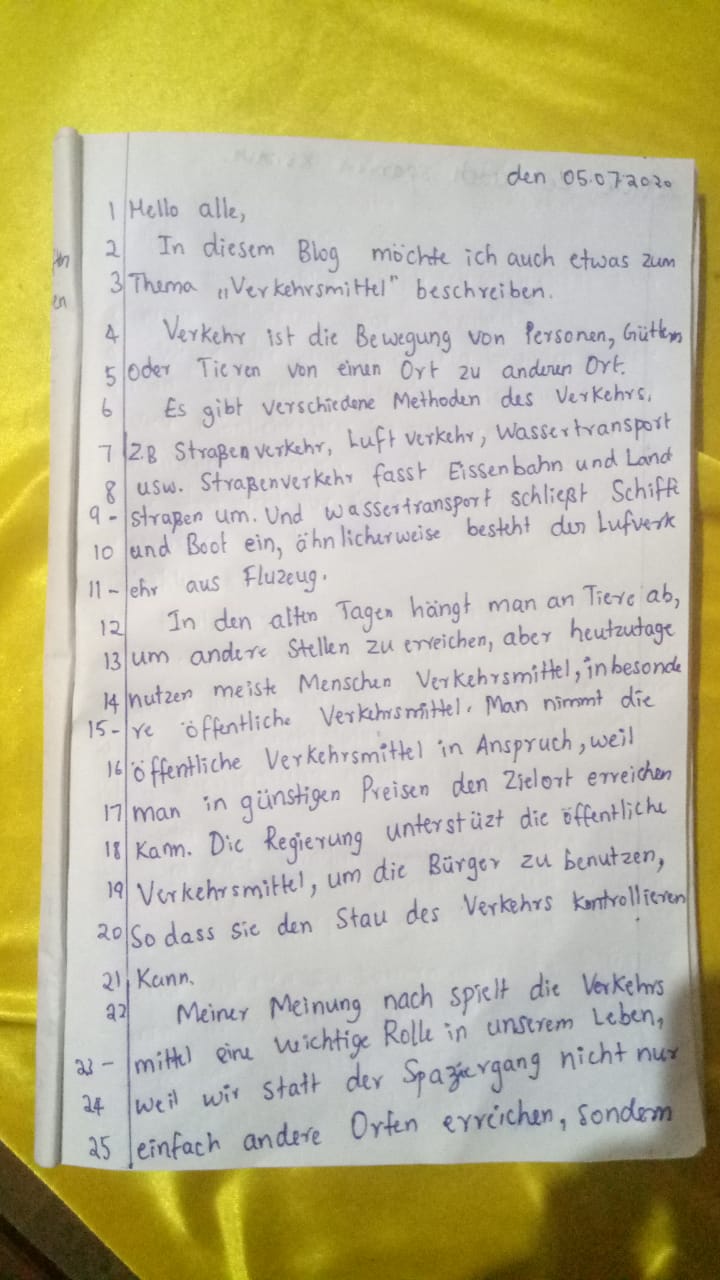 den 05.07.2020
1 Hello alle,
2 In diesem Blog möchte ich auch etwas zum
3 Thema „Verkehrsmittel" beschreiben.
4 Verkehr ist die Bewegung von Personen, Güttern
5 oder Tieren von einen Ort zu anderen Ort.
6 Es gibt verschiedene Methoden des Verkehrs,
7 z.B Straßenverkehr, Luft verkehr, Wassertransport
8 usw. Straßenverkehr fasst Eissenbahn und Land
9 - straßen um. Und wassertransport schließt Schiff
10 und Boot ein, ähnlicherweise besteht den Lufverk
11 - ehr aus Fluzeug.
12 In den alten Tagen hängt man an Tiere ab,
13 um andere Stellen zu erreichen, aber heutzutage
14 nutzen meiste Menschen Verkehrsmittel, inbesonde
15 - re öffentliche Verkehrsmittel. Man nimmt die
16 öffentliche Verkehrsmittel in Anspruch, weil
17 man in günstigen Preisen den Zielort erreichen
18 Kann. Die Regierung unterstüzt die öffentliche
19 Verkehrsmittel, um die Bürger zu benutzen,
20 So dass sie den Stau des Verkehrs kontrollieren
21 Kann.
22 Meiner Meinung nach spielt die Verkehrs
23 - mittel eine wichtige Rolle in unserem Leben,
24 weil wir statt der Spaziergang nicht nur
25 einfach andere Orten erreichen, sondern